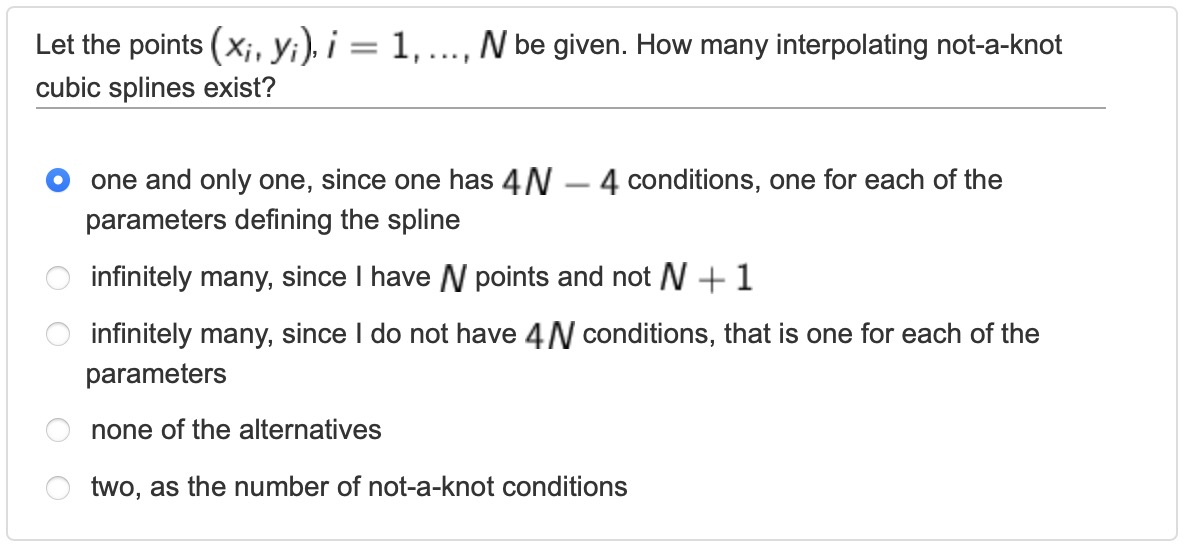 Let the points (xᵢ, yᵢ), i = 1, ..., N be given. How many interpolating not-a-knot
cubic splines exist?
one and only one, since one has 4N − 4 conditions, one for each of the
parameters defining the spline
infinitely many, since I have N points and not N + 1
infinitely many, since I do not have 4N conditions, that is one for each of the
parameters
none of the alternatives
two, as the number of not-a-knot conditions